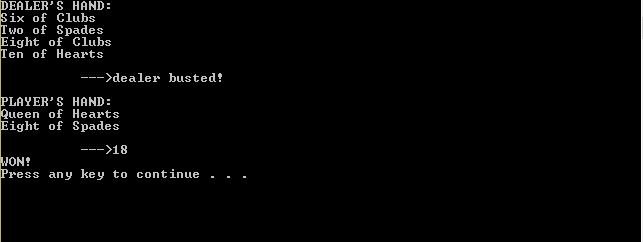 DEALER'S HAND:
Six of Clubs
Two of Spades
Eight of Clubs
Ten of Hearts
--->dealer busted!
PLAYER'S HAND:
Queen of Hearts
Eight of Spades
--->18
WON!
Press any key to continue . . .